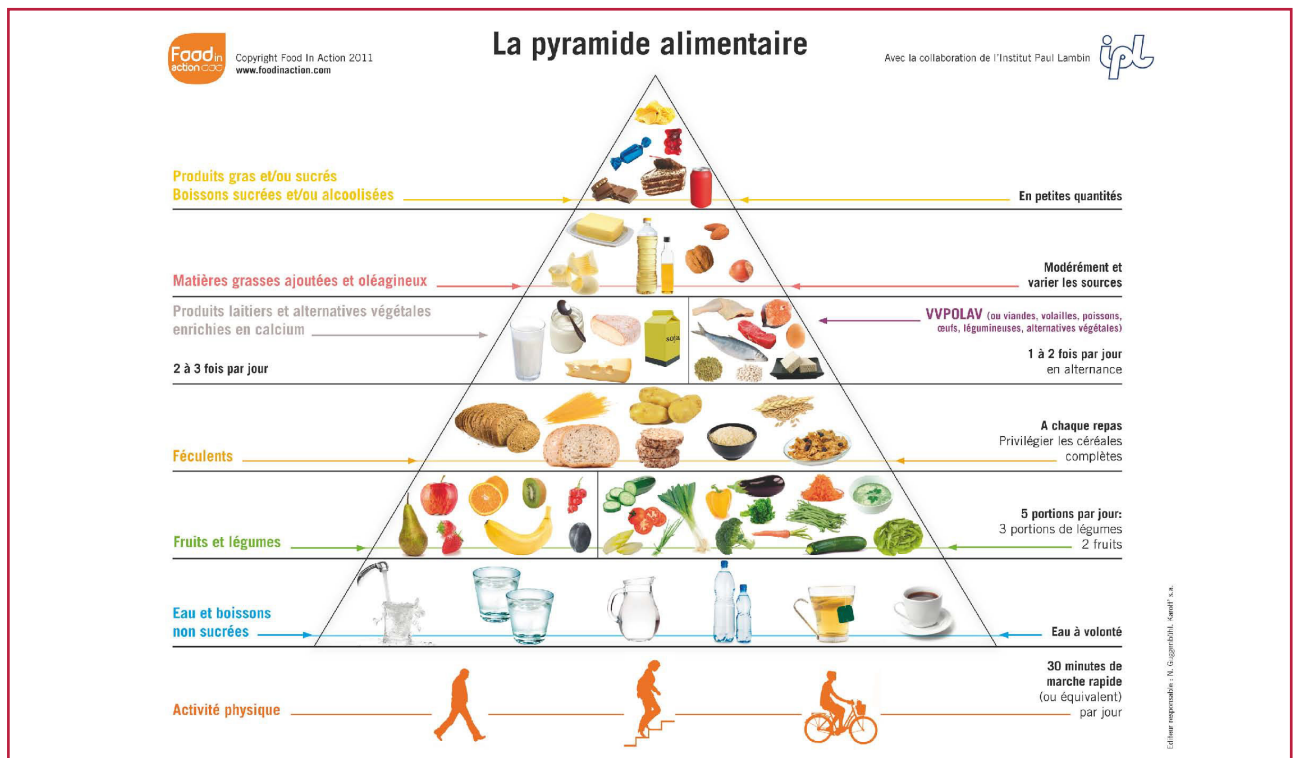 La pyramide alimentaire
Food in
action
Copyright Food In Action 2011
www.foodinaction.com
Avec la collaboration de l'Institut Paul Lambin
ipl
Produits gras et/ou sucrés
Boissons sucrées et/ou alcoolisées
En petites quantités
Matières grasses ajoutées et oléagineux
Modérément et
varier les sources
Produits laitiers et alternatives végétales
enrichies en calcium
2 à 3 fois par jour
soja
VVPOLAV (ou viandes, volailles, poissons,
œufs, légumineuses, alternatives végétales)
1 à 2 fois par jour
en alternance
Féculents
A chaque repas
Privilégier les céréales
complètes
Fruits et légumes
5 portions par jour:
3 portions de légumes
2 fruits
Eau et boissons
non sucrées
Eau à volonté
Activité physique
30 minutes de
marche rapide
(ou équivalent)
par jour
Editeur responsable : N. Guggenbühl, Karott' s.a.